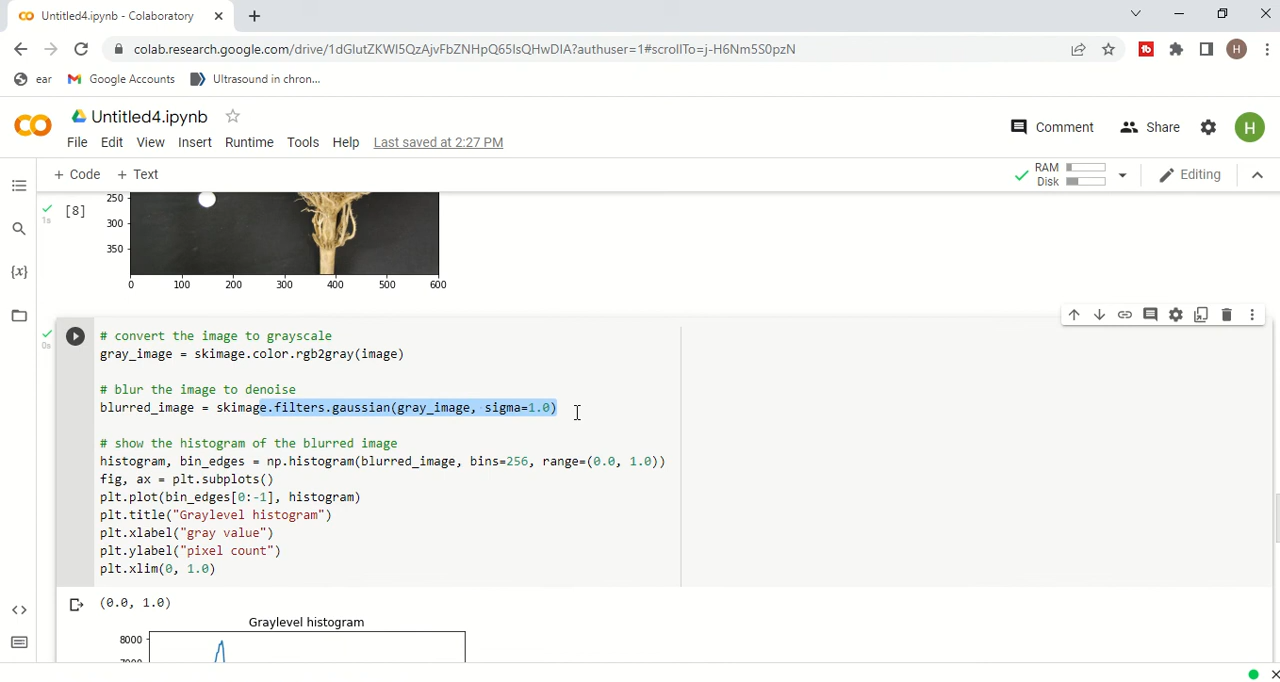 Untitled4.ipynb - Colaboratory
colab.research.google.com/drive/1dGlutZKWI5QzAjvFbZNHpQ65IsQHwDIA?authuser=1#scrollTo=j-H6Nm5S0pzN
H
ear
Google Accounts
Ultrasound in chron...
Untitled4.ipynb
Comment
Share
H
File Edit View Insert Runtime Tools Help Last saved at 2:27 PM
+ Code + Text
RAM
Disk
Editing
[8]
1s
250
300
350
0 100 200 300 400 500 600
{x}
0s
# convert the image to grayscale
gray_image = skimage.color.rgb2gray(image)
# blur the image to denoise
blurred_image = skimage.filters.gaussian(gray_image, sigma=1.0)
# show the histogram of the blurred image
histogram, bin_edges = np.histogram(blurred_image, bins=256, range=(0.0, 1.0))
fig, ax = plt.subplots()
plt.plot(bin_edges[0:-1], histogram)
plt.title("Graylevel histogram")
plt.xlabel("gray value")
plt.ylabel("pixel count")
plt.xlim(0, 1.0)
(0.0, 1.0)
Graylevel histogram
8000